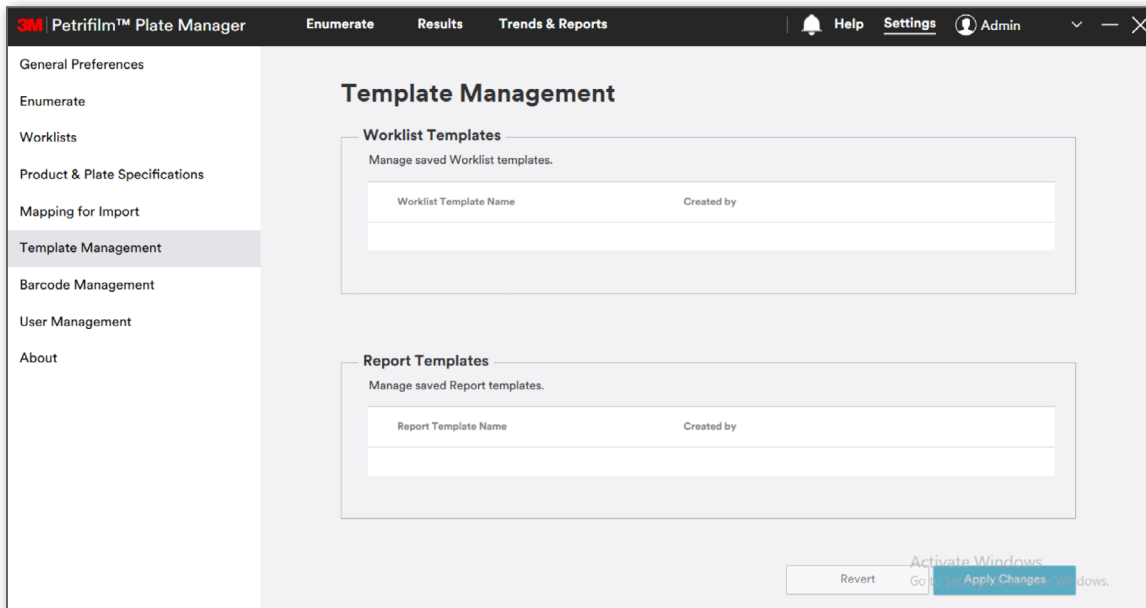 3M Petrifilm™ Plate Manager Enumerate Results Trends & Reports Help Settings Admin
General Preferences
Enumerate
Worklists
Product & Plate Specifications
Mapping for Import
Template Management
Barcode Management
User Management
About
Template Management
Worklist Templates
Manage saved Worklist templates.
Worklist Template Name Created by
Report Templates
Manage saved Report templates.
Report Template Name Created by
Revert Apply Changes
Activate Windows
Go to Windows.